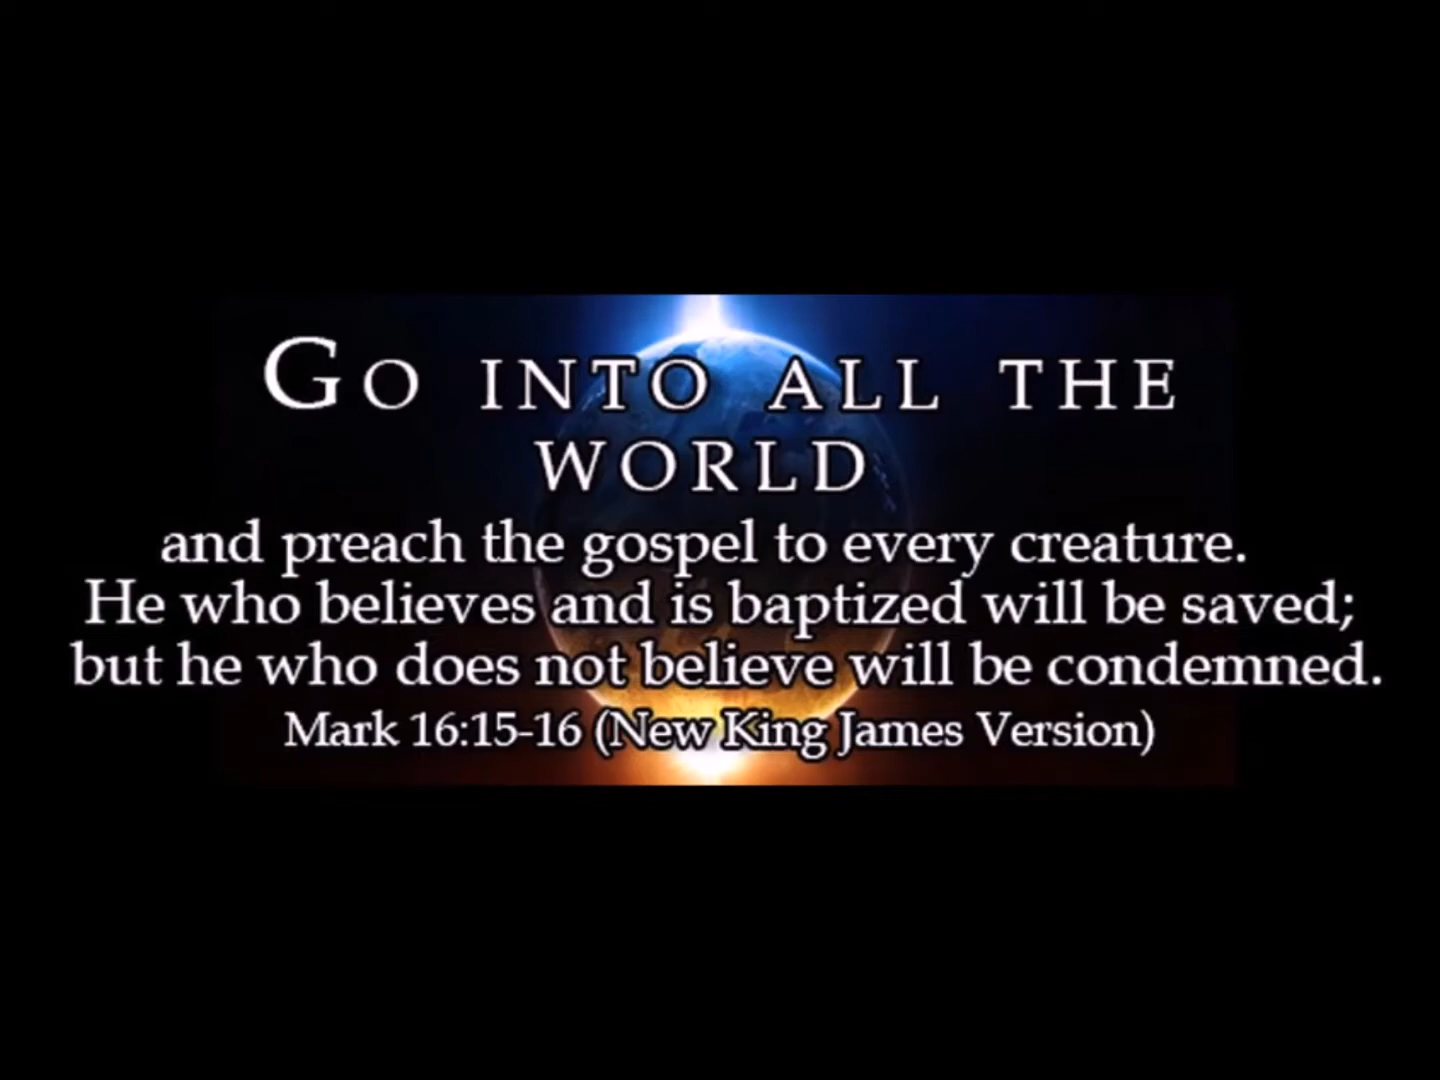 Go into all the
world
and preach the gospel to every creature.
He who believes and is baptized will be saved;
but he who does not believe will be condemned.
Mark 16:15-16 (New King James Version)